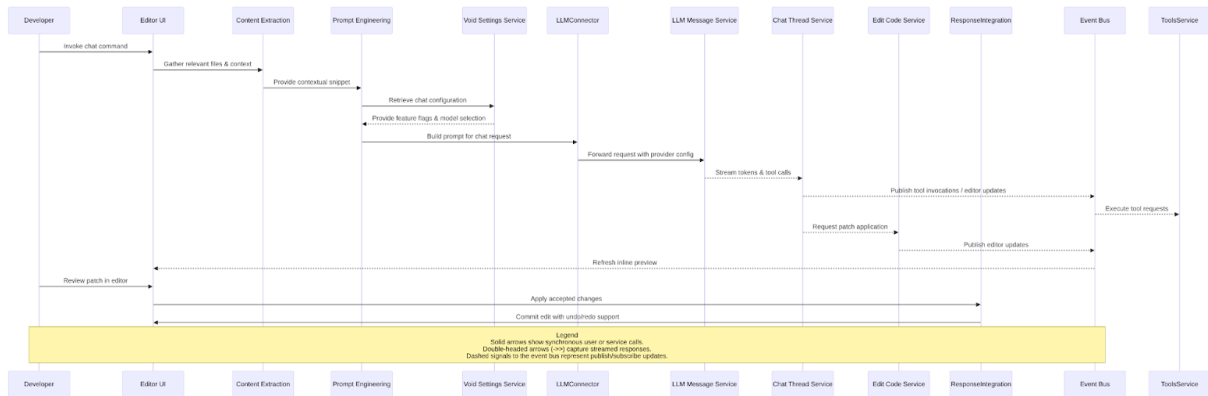 Developer
Editor UI
Content Extraction
Prompt Engineering
Void Settings Service
LLMConnector
LLM Message Service
Chat Thread Service
Edit Code Service
ResponseIntegration
Event Bus
ToolsService
Invoke chat command
Gather relevant files & context
Provide contextual snippet
Retrieve chat configuration
Provide feature flags & model selection
Build prompt for chat request
Forward request with provider config
Stream tokens & tool calls
Publish tool invocations / editor updates
Execute tool requests
Request patch application
Publish editor updates
Refresh inline preview
Review patch in editor
Apply accepted changes
Commit edit with undo/redo support
Legend
Solid arrows show synchronous user or service calls.
Double-headed arrows (->>) capture streamed responses.
Dashed signals to the event bus represent publish/subscribe updates.
Developer
Editor UI
Content Extraction
Prompt Engineering
Void Settings Service
LLMConnector
LLM Message Service
Chat Thread Service
Edit Code Service
ResponseIntegration
Event Bus
ToolsService